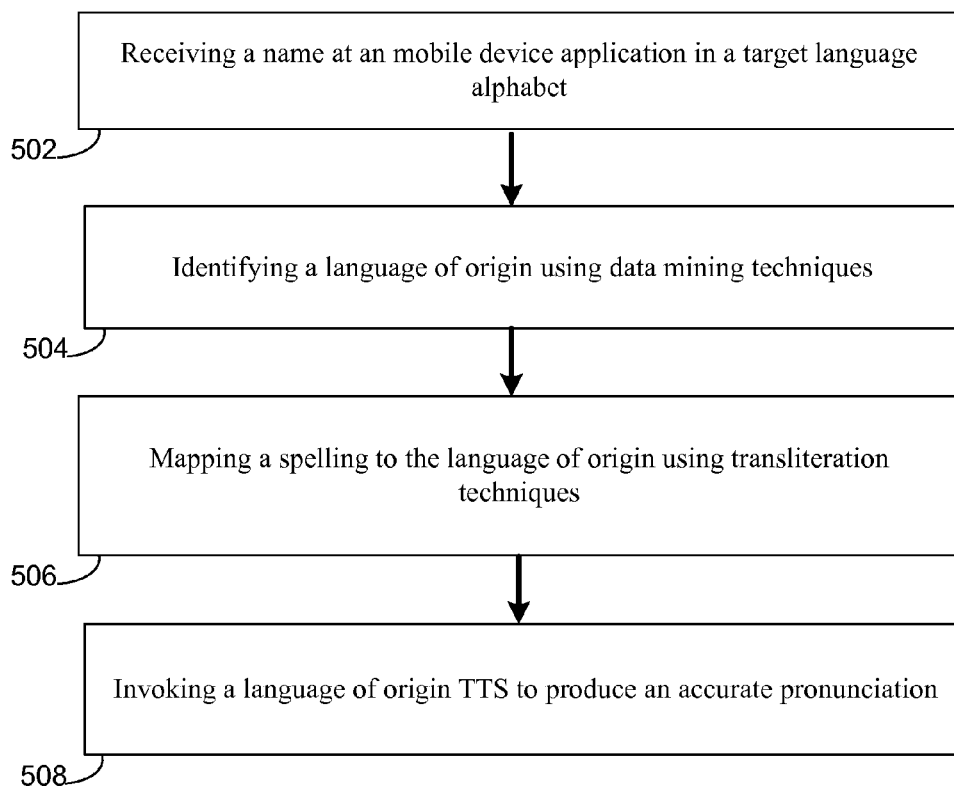 Receiving a name at an mobile device application in a target language
alphabet
502
Identifying a language of origin using data mining techniques
504
Mapping a spelling to the language of origin using transliteration
techniques
506
Invoking a language of origin TTS to produce an accurate pronunciation
508